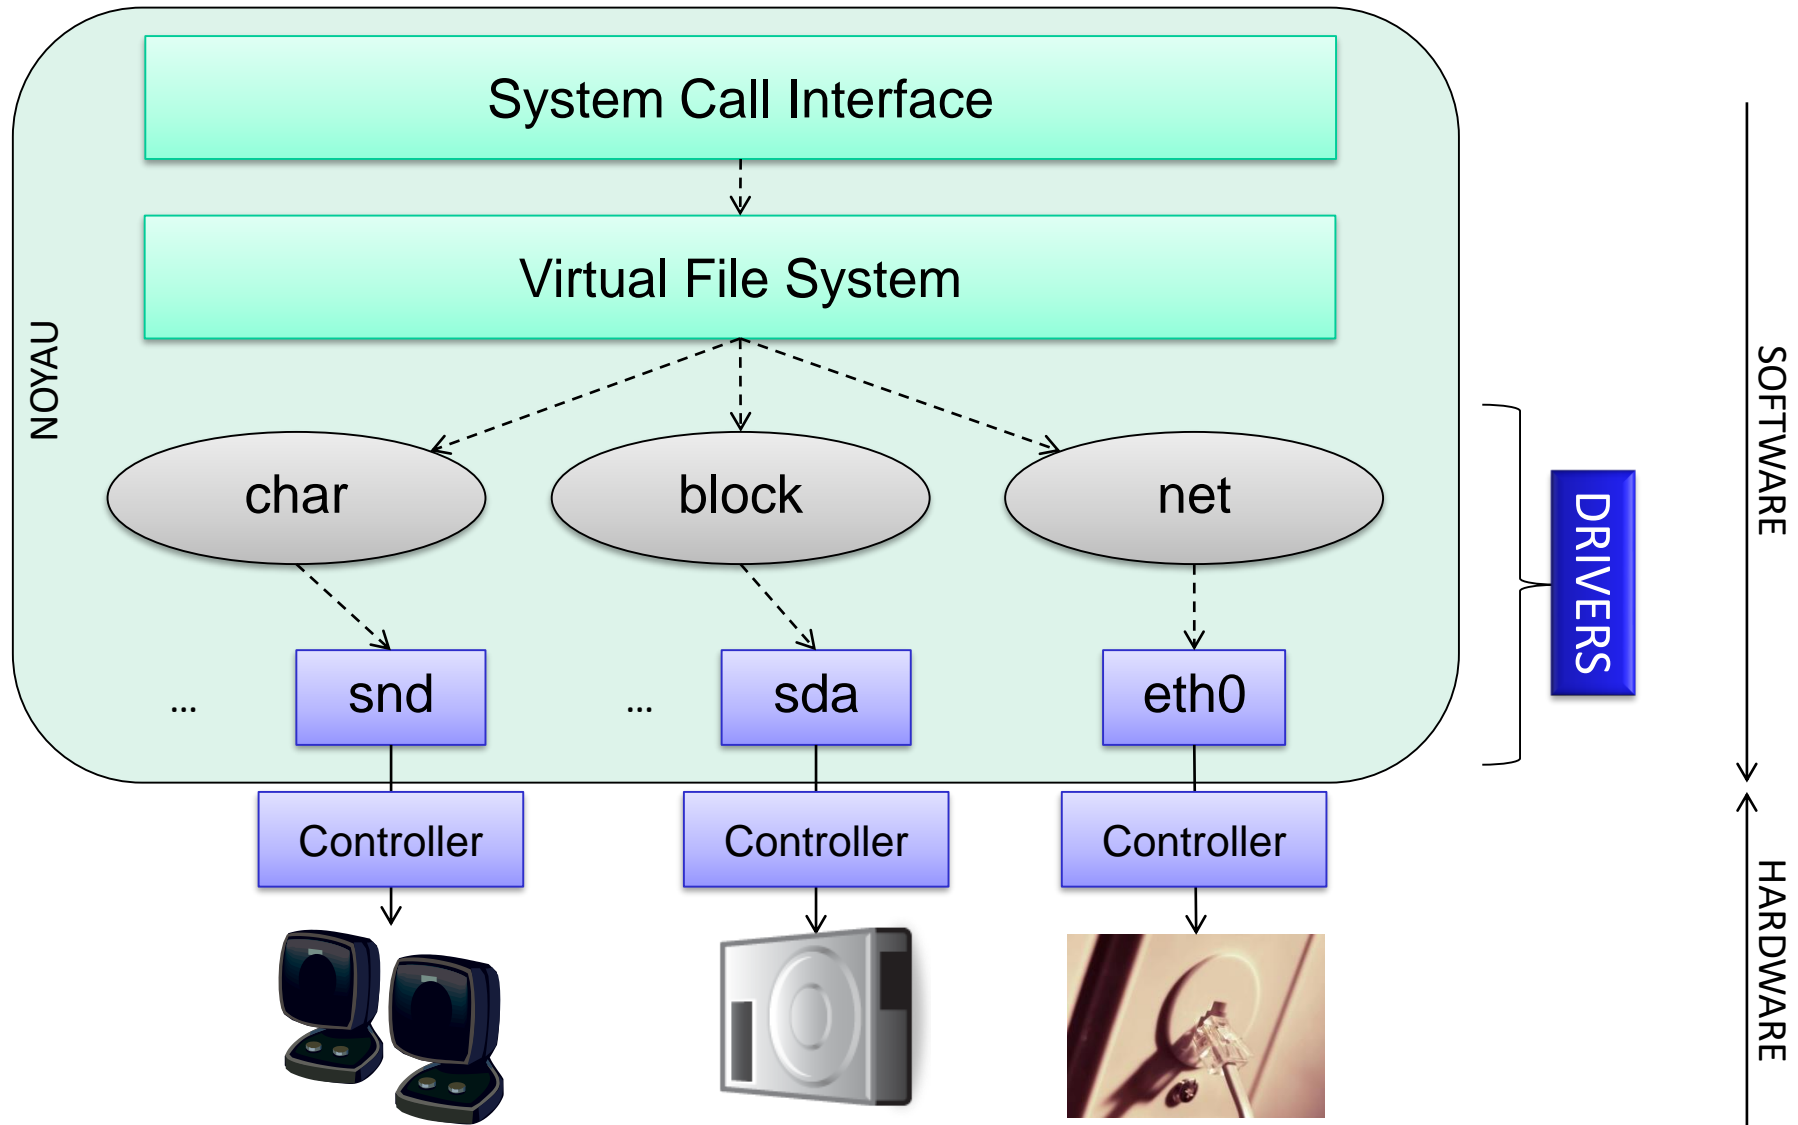 System Call Interface
Virtual File System
NOYAU
char
block
net
DRIVERS
SOFTWARE
...
snd
...
sda
eth0
Controller
Controller
Controller
HARDWARE